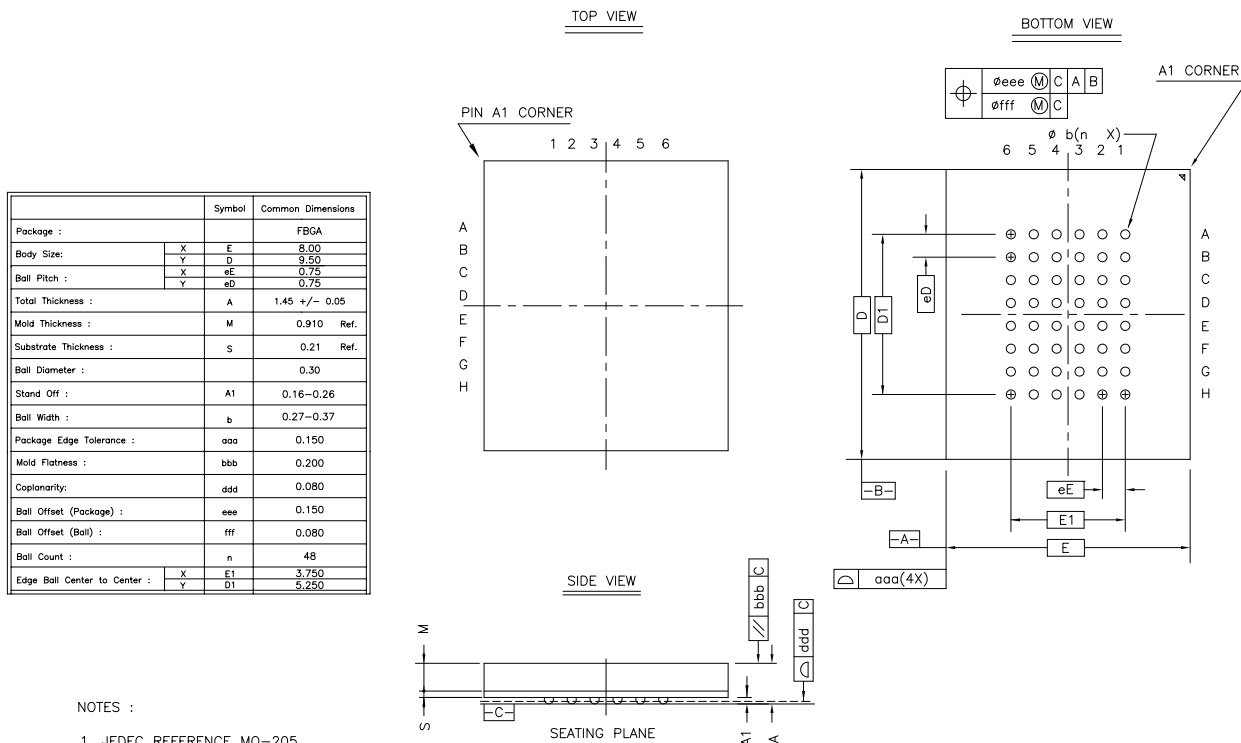 TOP VIEW
PIN A1 CORNER
1 2 3 4 5 6
A
B
C
D
E
F
G
H
BOTTOM VIEW
A1 CORNER
øeee Ⓜ C A B
øfff Ⓜ C
ø b(n X)
6 5 4 3 2 1
A
B
C
D
E
F
G
H
D
D1
eD
eE
E1
E
-B-
-A-
aaa(4X)
Symbol Common Dimensions
Package : FBGA
Body Size: X E 8.00
Y D 9.50
Ball Pitch : X eE 0.75
Y eD 0.75
Total Thickness : A 1.45 +/- 0.05
Mold Thickness : M 0.910 Ref.
Substrate Thickness : S 0.21 Ref.
Ball Diameter : 0.30
Stand Off : A1 0.16-0.26
Ball Width : b 0.27-0.37
Package Edge Tolerance : aaa 0.150
Mold Flatness : bbb 0.200
Coplanarity: ddd 0.080
Ball Offset (Package) : eee 0.150
Ball Offset (Ball) : fff 0.080
Ball Count : n 48
Edge Ball Center to Center : X E1 3.750
Y D1 5.250
SIDE VIEW
M
S
// bbb C
ddd C
-C-
SEATING PLANE
A1
A
NOTES :
1. JEDEC REFERENCE MO-205